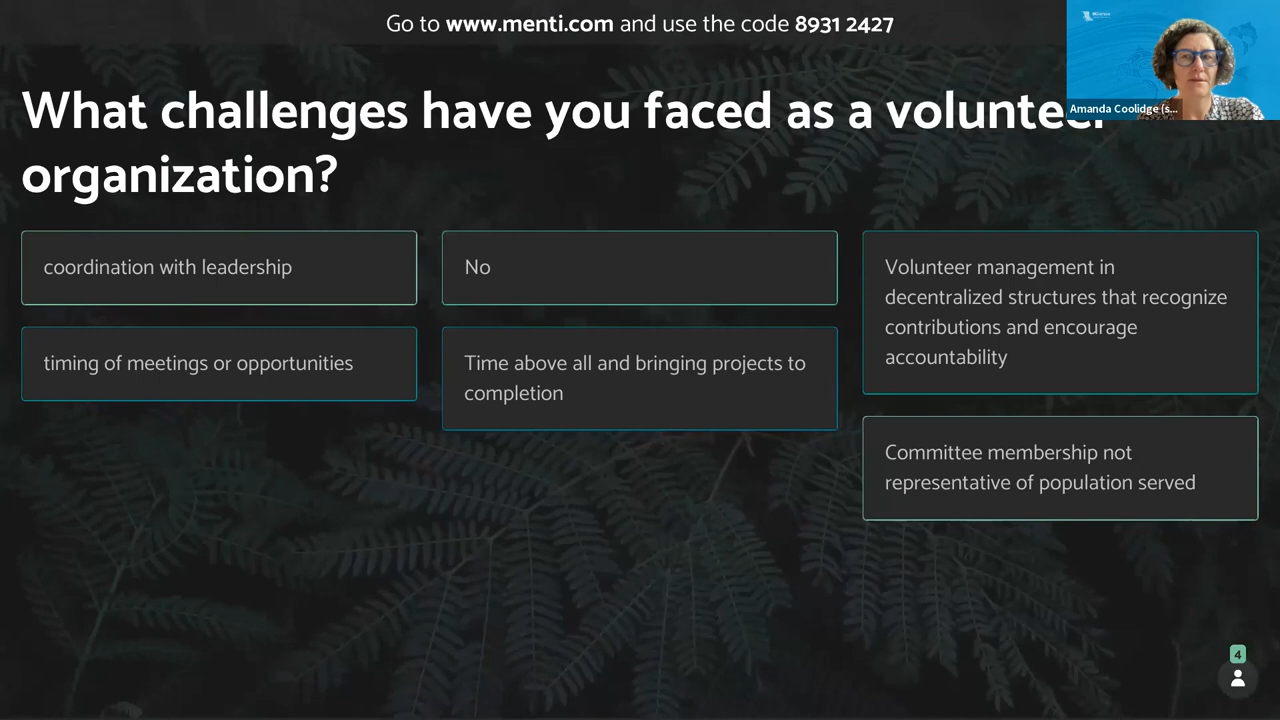 Go to www.menti.com and use the code 8931 2427
What challenges have you faced as a volunteer
organization?
Amanda Coolidge (s...
coordination with leadership
No
Volunteer management in
decentralized structures that recognize
contributions and encourage
accountability
timing of meetings or opportunities
Time above all and bringing projects to
completion
Committee membership not
representative of population served
4